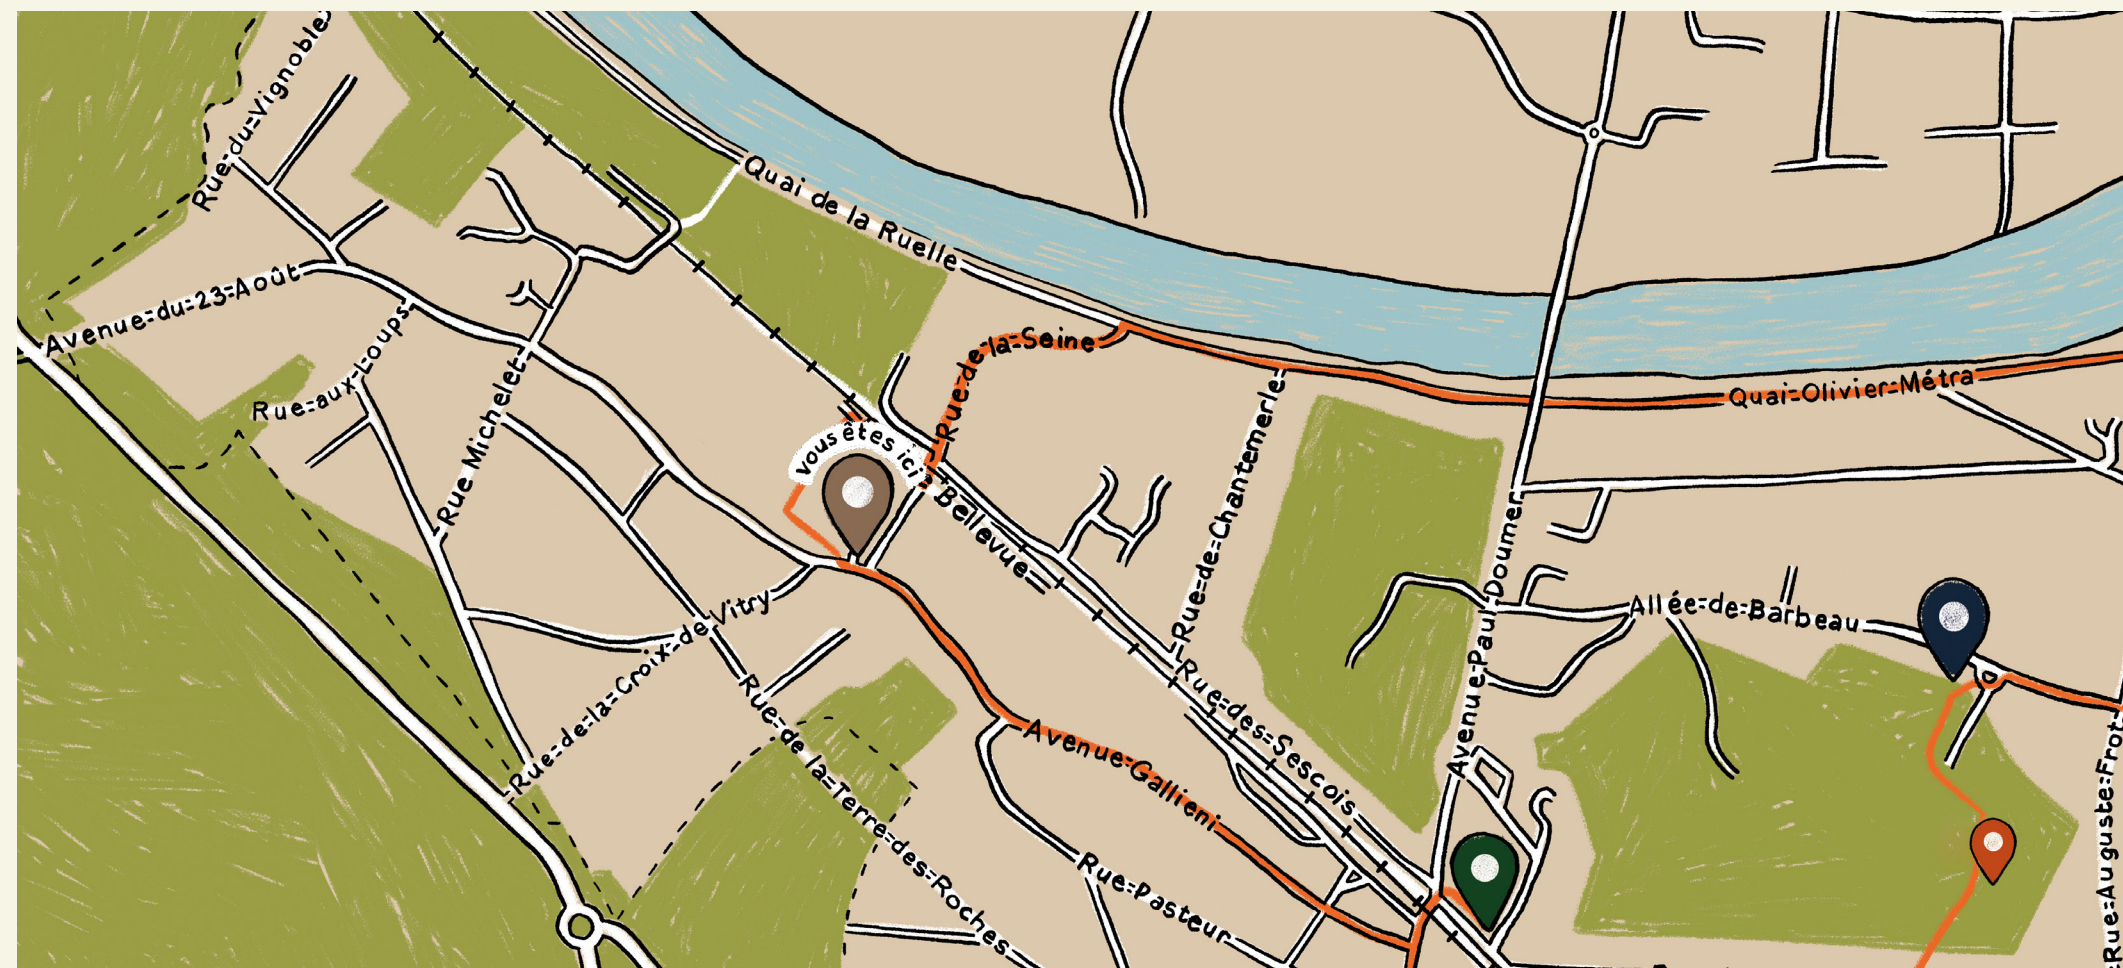 Rue du Vignoble
Quai de la Ruelle
Avenue du 23 Août
Rue aux Loups
Rue Michelet
Rue de la Seine
Vous êtes ici
Bellevue
Rue de Chantemerle
Quai Olivier Métra
Avenue Paul Doumer
Allée de Barbeau
Rue de la Croix de Vitry
Rue de la Terre des Roches
Rue des Sescois
Avenue Gallieni
Rue Pasteur
Rue Auguste Frot